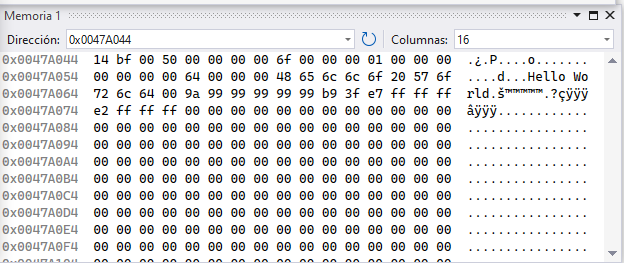 Memoria 1
Dirección: 0x0047A044 Columnas: 16
0x0047A044 14 bf 00 50 00 00 00 00 6f 00 00 00 01 00 00 00 .¿.P....o.......
0x0047A054 00 00 00 00 64 00 00 00 48 65 6c 6c 6f 20 57 6f ....d...Hello Wo
0x0047A064 72 6c 64 00 9a 99 99 99 99 99 b9 3f e7 ff ff ff rld.š™™™™™.?çÿÿÿ
0x0047A074 e2 ff ff ff 00 00 00 00 00 00 00 00 00 00 00 00 âÿÿÿ............
0x0047A084 00 00 00 00 00 00 00 00 00 00 00 00 00 00 00 00 ................
0x0047A094 00 00 00 00 00 00 00 00 00 00 00 00 00 00 00 00 ................
0x0047A0A4 00 00 00 00 00 00 00 00 00 00 00 00 00 00 00 00 ................
0x0047A0B4 00 00 00 00 00 00 00 00 00 00 00 00 00 00 00 00 ................
0x0047A0C4 00 00 00 00 00 00 00 00 00 00 00 00 00 00 00 00 ................
0x0047A0D4 00 00 00 00 00 00 00 00 00 00 00 00 00 00 00 00 ................
0x0047A0E4 00 00 00 00 00 00 00 00 00 00 00 00 00 00 00 00 ................
0x0047A0F4 00 00 00 00 00 00 00 00 00 00 00 00 00 00 00 00 ................